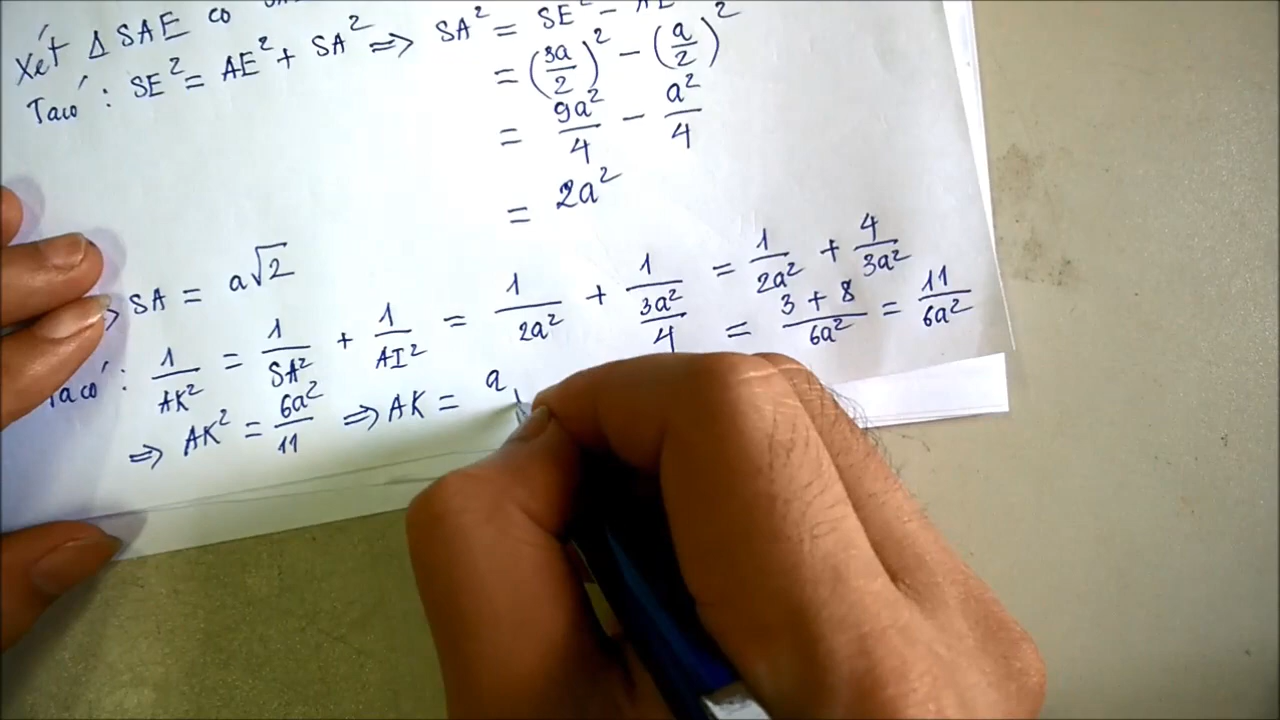 Xét Δ SAE có
Ta có : SE² = AE² + SA² => SA² = SE² −
= (3a/2)² − (a/2)²
= 9a²/4 − a²/4
= 2a²
SA = a√2
Ta có : 1/AK² = 1/SA² + 1/AI² = 1/2a² + 1/(3a²/4) = 1/2a² + 4/3a²
= (3 + 8)/6a² = 11/6a²
=> AK² = 6a²/11 => AK = a